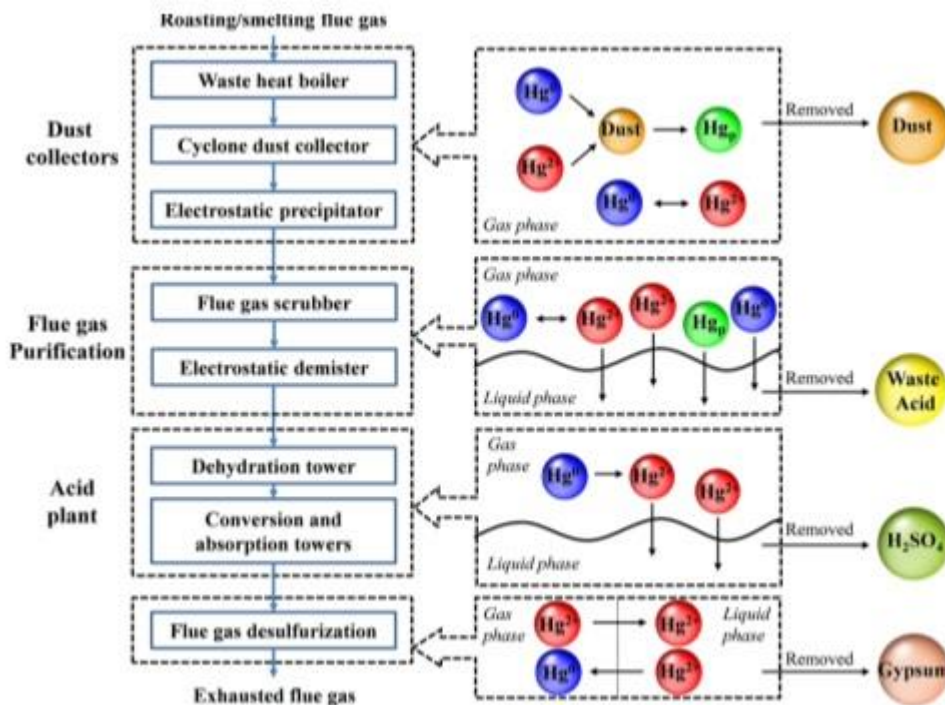 Roasting/smelting flue gas
Dust
collectors
Waste heat boiler
Cyclone dust collector
Electrostatic precipitator
Hg⁰
Hg²⁺
Dust
Hgₚ
Hg⁰
Hg²⁺
Gas phase
Removed
Dust
Flue gas
Purification
Flue gas scrubber
Electrostatic demister
Gas phase
Hg⁰
Hg²⁺
Hg²⁺
Hgₚ
Hg⁰
Liquid phase
Removed
Waste
Acid
Acid
plant
Dehydration tower
Conversion and
absorption towers
Gas
phase
Hg⁰
Hg²⁺
Hg²⁺
Liquid phase
Removed
H₂SO₄
Flue gas desulfurization
Gas
phase
Hg²⁺
Hg²⁺
Liquid
phase
Hg⁰
Hg²⁺
Removed
Gypsum
Exhausted flue gas